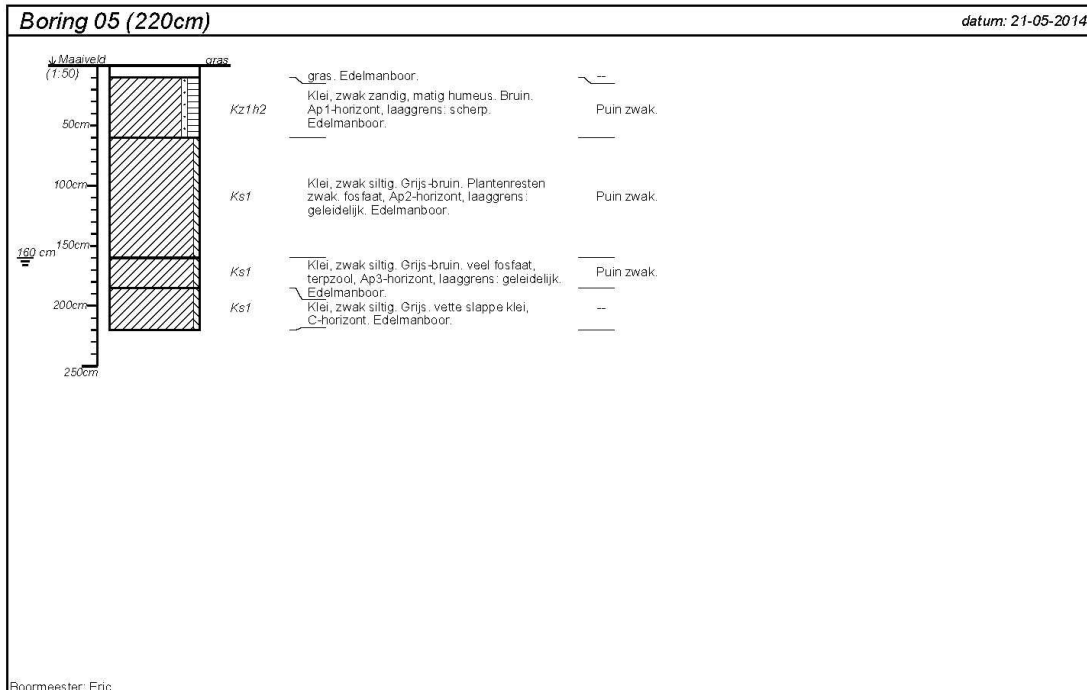 Boring 05 (220cm)
datum: 21-05-2014
↓ Maaiveld
gras
(1:50)
gras. Edelmanboor.
--
Kz1h2
Klei, zwak zandig, matig humeus. Bruin.
Ap1-horizont, laaggrens: scherp.
Edelmanboor.
Puin zwak.
50cm
100cm
Ks1
Klei, zwak siltig. Grijs-bruin. Plantenresten
zwak. fosfaat, Ap2-horizont, laaggrens:
geleidelijk. Edelmanboor.
Puin zwak.
150cm
160 cm
Ks1
Klei, zwak siltig. Grijs-bruin. veel fosfaat,
terpzool, Ap3-horizont, laaggrens: geleidelijk.
Edelmanboor.
Puin zwak.
200cm
Ks1
Klei, zwak siltig. Grijs. vette slappe klei,
C-horizont. Edelmanboor.
--
250cm
Boormeester: Eric